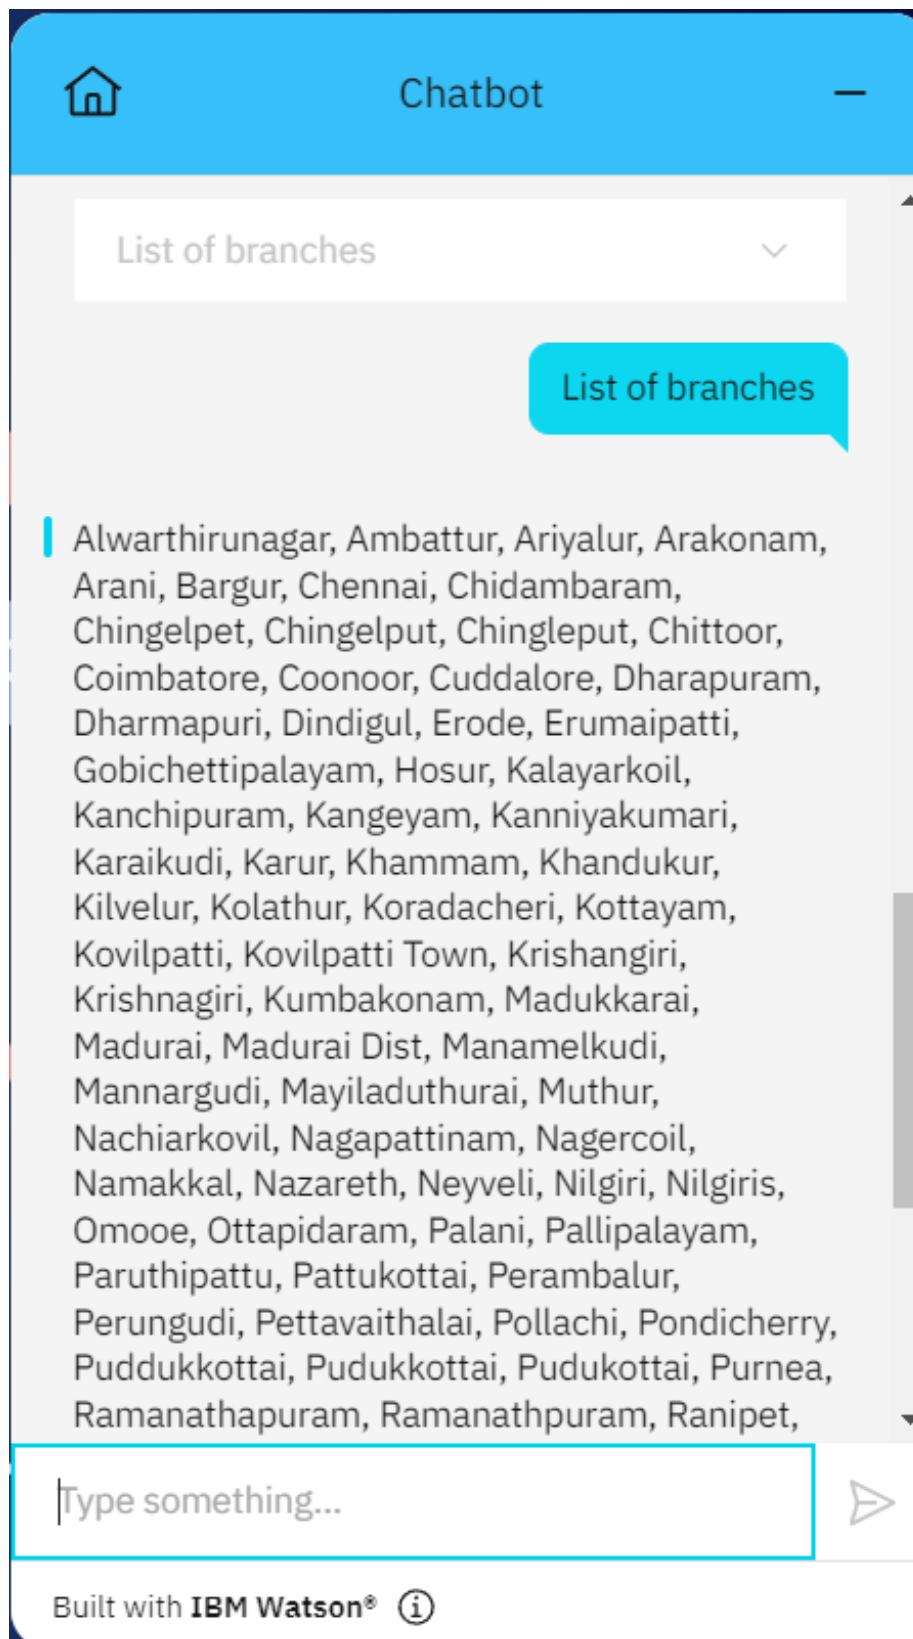 Chatbot
List of branches
List of branches
Alwarthirunagar, Ambattur, Ariyalur, Arakonam,
Arani, Bargur, Chennai, Chidambaram,
Chingelpet, Chingelput, Chingleput, Chittoor,
Coimbatore, Coonoor, Cuddalore, Dharapuram,
Dharmapuri, Dindigul, Erode, Erumaipatti,
Gobichettipalayam, Hosur, Kalayarkoil,
Kanchipuram, Kangeyam, Kanniyakumari,
Karaikudi, Karur, Khammam, Khandukur,
Kilvelur, Kolathur, Koradacheri, Kottayam,
Kovilpatti, Kovilpatti Town, Krishangiri,
Krishnagiri, Kumbakonam, Madukkarai,
Madurai, Madurai Dist, Manamelkudi,
Mannargudi, Mayiladuthurai, Muthur,
Nachiarkovil, Nagapattinam, Nagercoil,
Namakkal, Nazareth, Neyveli, Nilgiri, Nilgiris,
Omooe, Ottapidaram, Palani, Pallipalayam,
Paruthipattu, Pattukottai, Perambalur,
Perungudi, Pettavaithalai, Pollachi, Pondicherry,
Puddukkottai, Pudukkottai, Pudukottai, Purnea,
Ramanathapuram, Ramanathpuram, Ranipet,
Type something...
Built with IBM Watson®